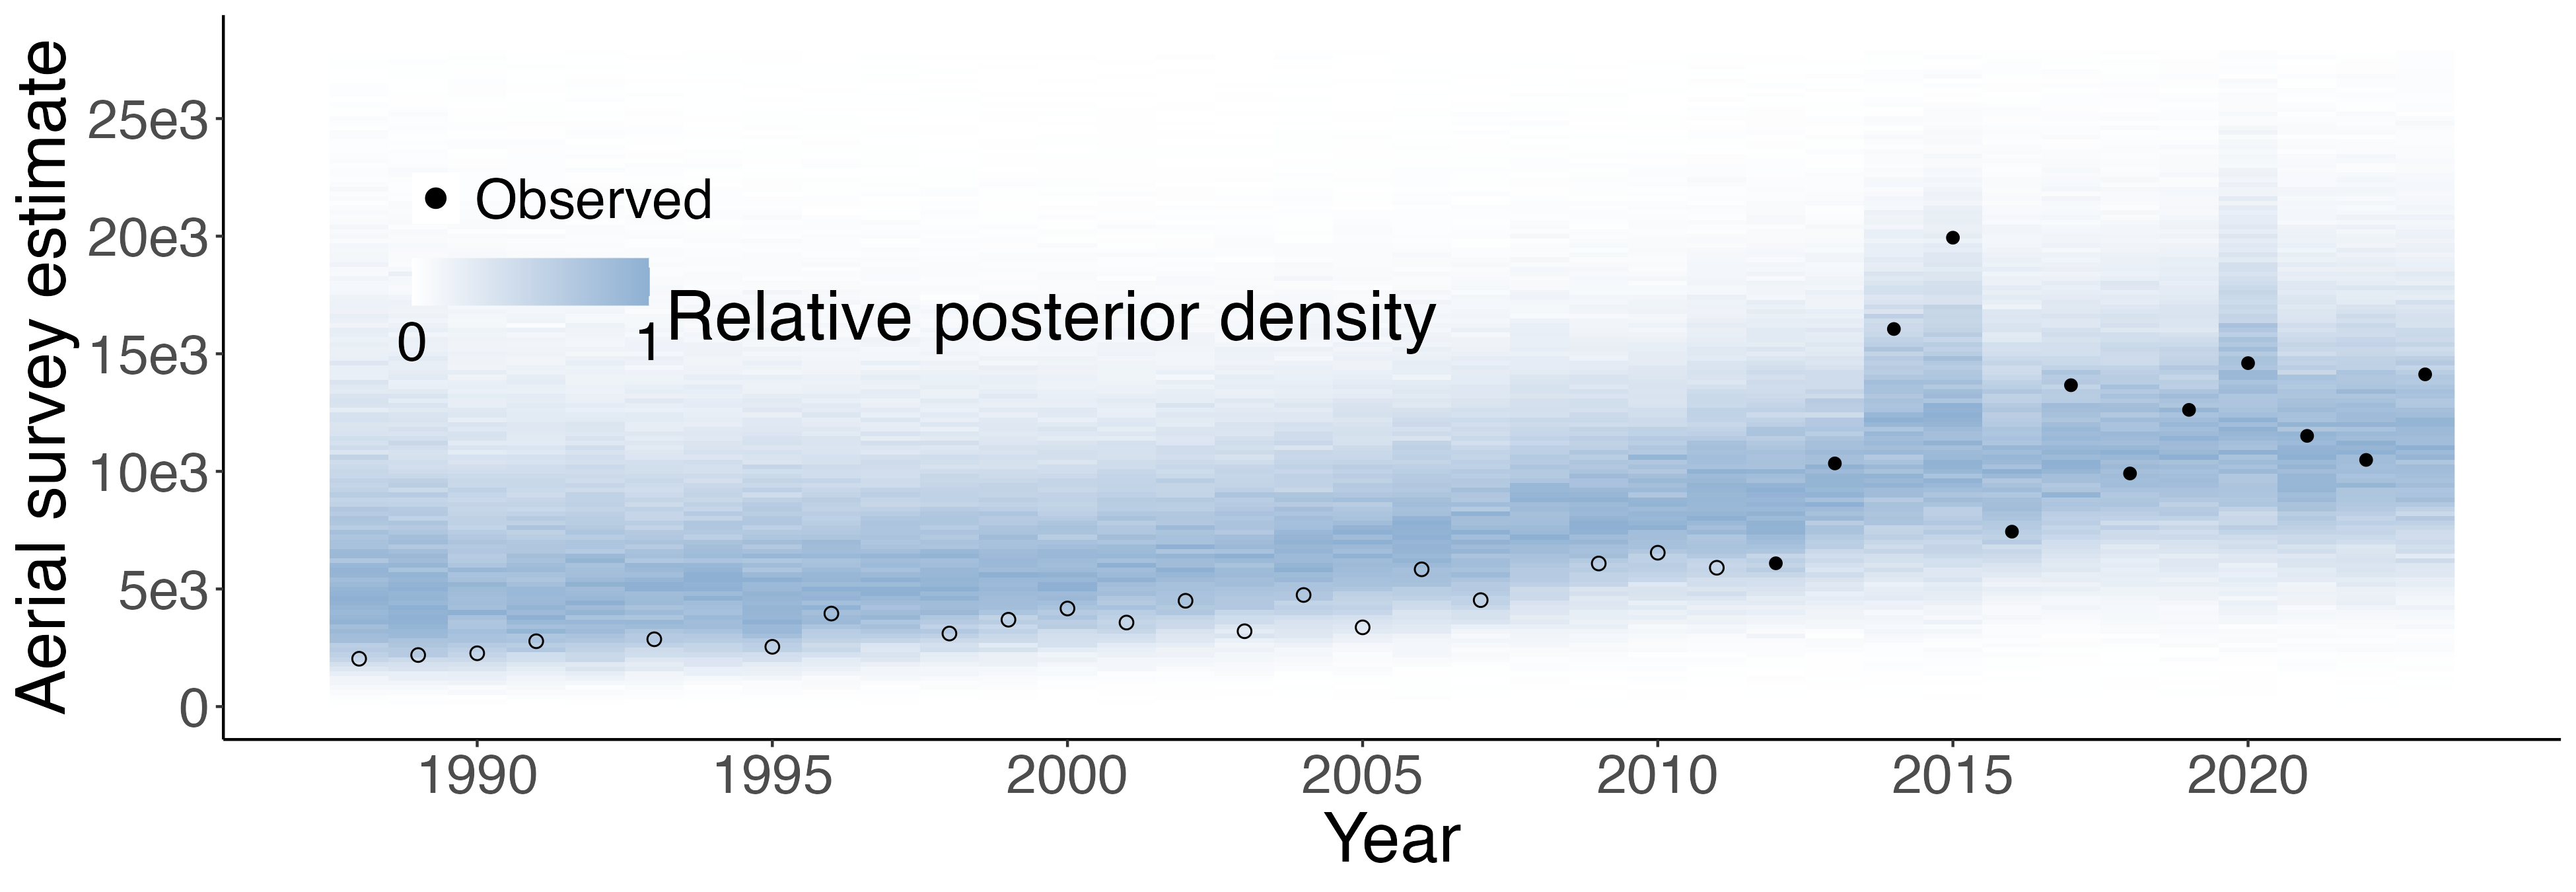 Aerial survey estimate
25e3
20e3
15e3
10e3
5e3
0
Observed
0 1
Relative posterior density
1990 1995 2000 2005 2010 2015 2020
Year